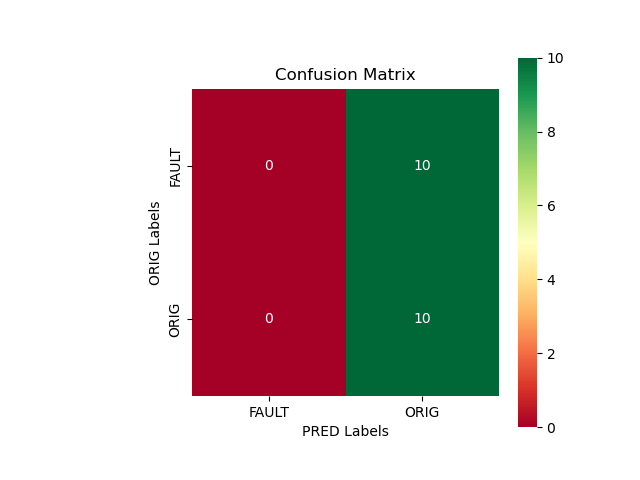 Confusion Matrix
10
8
6
4
2
0
FAULT
ORIG
ORIG Labels
0 10
0 10
FAULT ORIG
PRED Labels